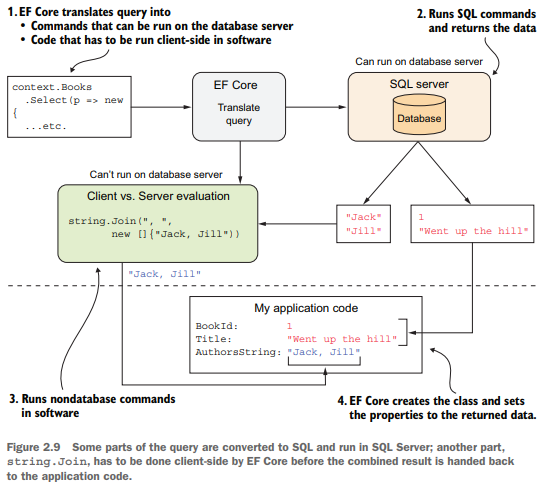 1. EF Core translates query into
• Commands that can be run on the database server
• Code that has to be run client-side in software
2. Runs SQL commands
and returns the data
Can run on database server
context.Books
.Select(p => new
{
...etc.
EF Core
Translate
query
SQL server
Database
Can't run on database server
Client vs. Server evaluation
string.Join(", ",
new []{"Jack, Jill"})
"Jack"
"Jill"
1
"Went up the hill"
"Jack, Jill"
My application code
BookId: 1
Title: "Went up the hill"
AuthorsString: "Jack, Jill"
3. Runs nondatabase commands
in software
4. EF Core creates the class and sets
the properties to the returned data.
Figure 2.9 Some parts of the query are converted to SQL and run in SQL Server; another part,
string.Join, has to be done client-side by EF Core before the combined result is handed back
to the application code.